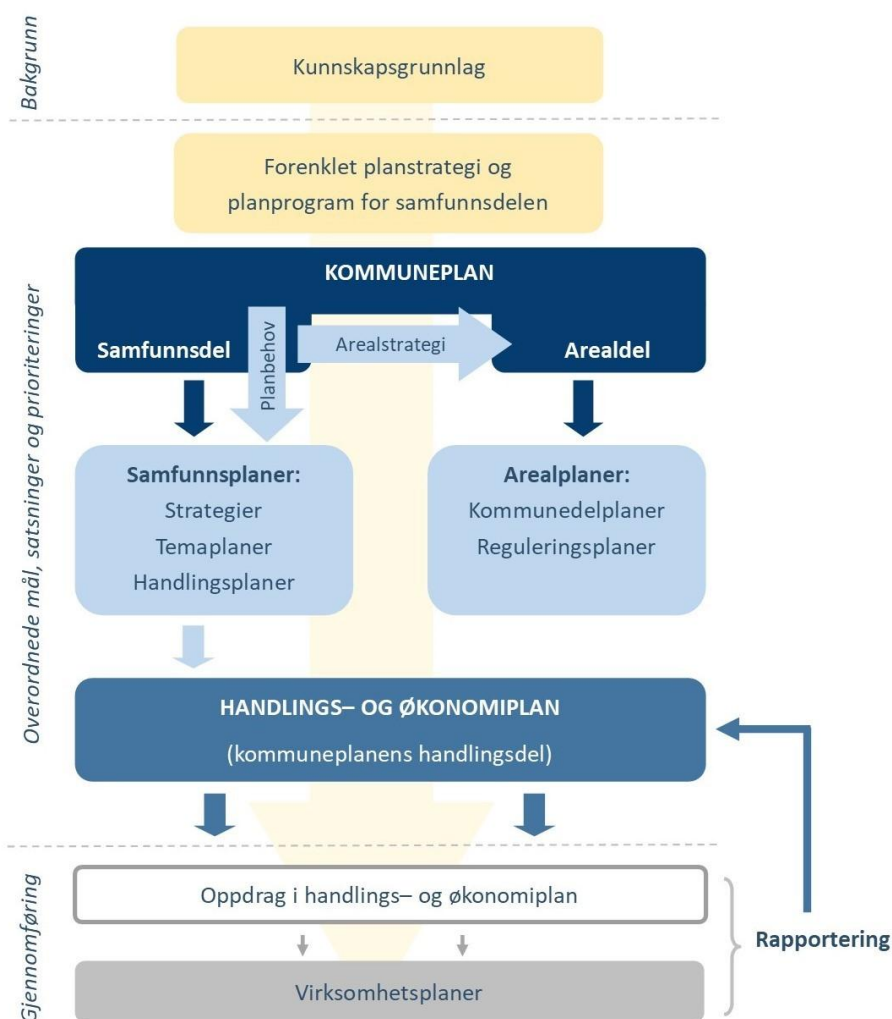 Bakgrunn
Kunnskapsgrunnlag
Forenklet planstrategi og
planprogram for samfunnsdelen
Overordnede mål, satsninger og prioriteringer
KOMMUNEPLAN
Samfunnsdel
Planbehov
Arealstrategi
Arealdel
Samfunnsplaner:
Strategier
Temaplaner
Handlingsplaner
Arealplaner:
Kommunedelplaner
Reguleringsplaner
HANDLINGS– OG ØKONOMIPLAN
(kommuneplanens handlingsdel)
Gjennomføring
Oppdrag i handlings– og økonomiplan
Virksomhetsplaner
Rapportering